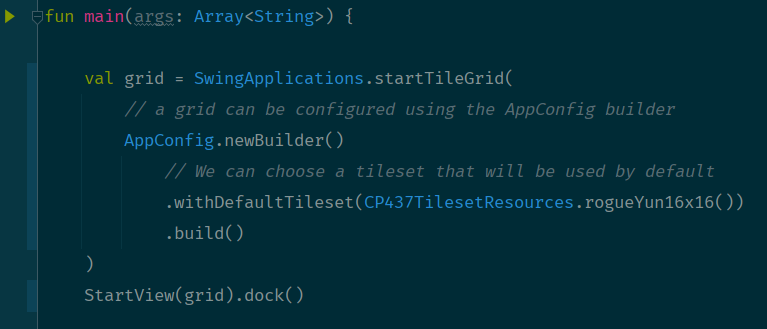 fun main(args: Array<String>) {
val grid = SwingApplications.startTileGrid(
// a grid can be configured using the AppConfig builder
AppConfig.newBuilder()
// We can choose a tileset that will be used by default
.withDefaultTileset(CP437TilesetResources.rogueYun16x16())
.build()
)
StartView(grid).dock()